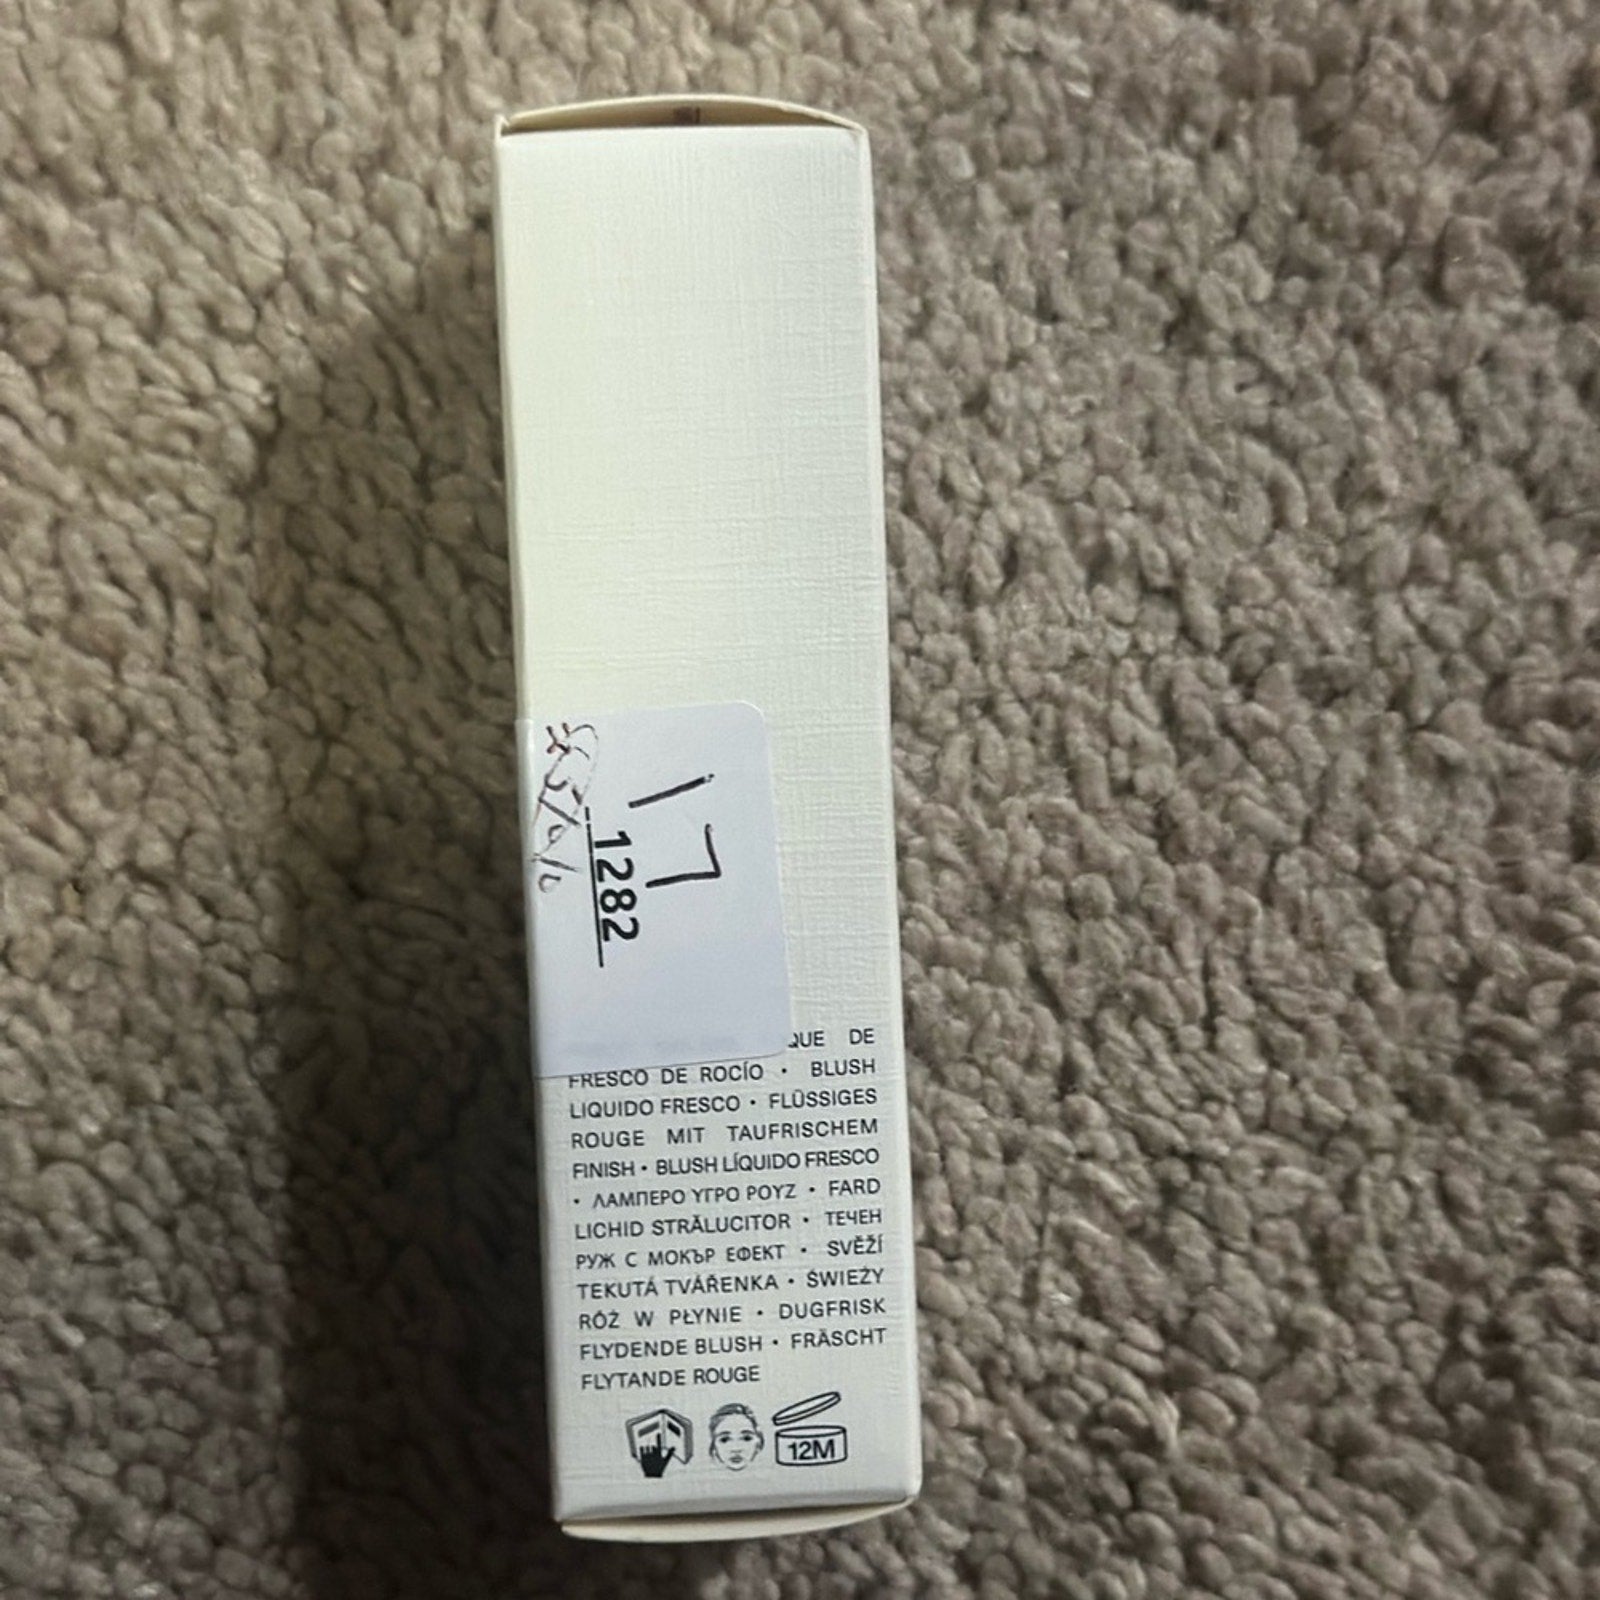 17
1282
QUE DE
FRESCO DE ROCÍO • BLUSH
LIQUIDO FRESCO • FLÜSSIGES
ROUGE MIT TAUFRISCHEM
FINISH • BLUSH LÍQUIDO FRESCO
• ΛΑΜΠΕΡΟ ΥΓΡΟ ΡΟΥΖ • FARD
LICHID STRĂLUCITOR • ТЕЧЕН
РУЖ С МОКЪР ЕФЕКТ • SVĚŽÍ
TEKUTÁ TVÁŘENKA • ŚWIEŻY
RÓŻ W PŁYNIE • DUGFRISK
FLYDENDE BLUSH • FRÄSCHT
FLYTANDE ROUGE
12M